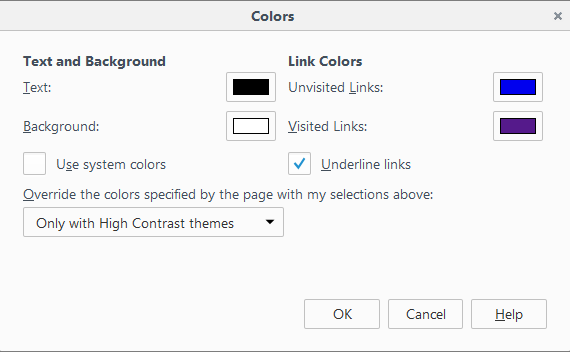 Colors
Text and Background
Link Colors
Text:
Unvisited Links:
Background:
Visited Links:
Use system colors
Underline links
Override the colors specified by the page with my selections above:
Only with High Contrast themes
OK
Cancel
Help